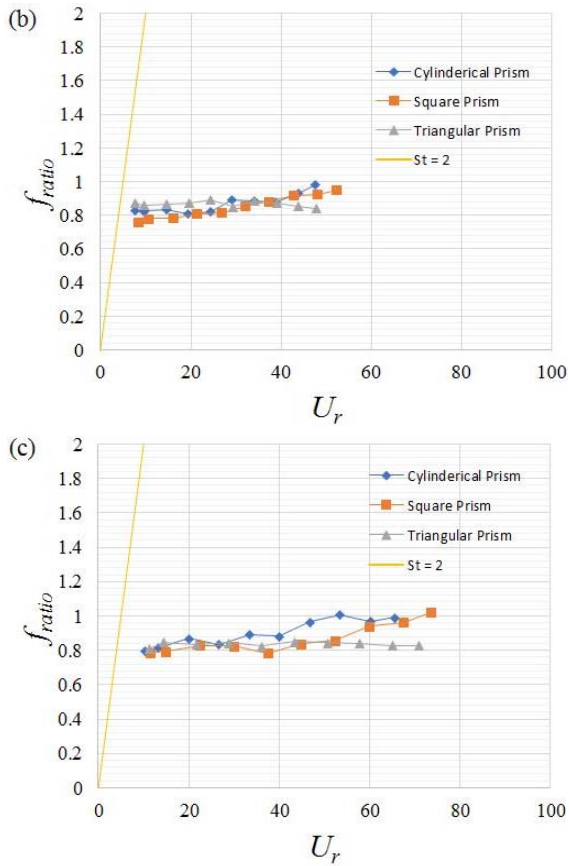 (b)
2
1.8
1.6
1.4
1.2
1
0.8
0.6
0.4
0.2
0
f_ratio
Cylinderical Prism
Square Prism
Triangular Prism
St = 2
0 20 40 60 80 100
U_r
(c)
2
1.8
1.6
1.4
1.2
1
0.8
0.6
0.4
0.2
0
f_ratio
Cylinderical Prism
Square Prism
Triangular Prism
St = 2
0 20 40 60 80 100
U_r